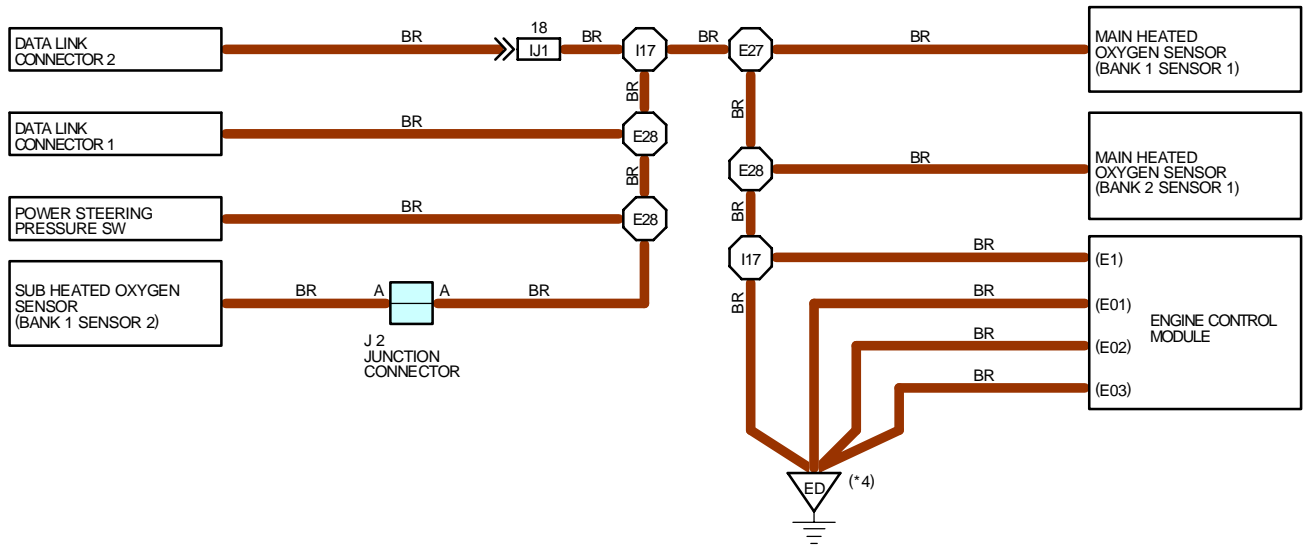 DATA LINK
CONNECTOR 2
BR
18
IJ1
BR
I17
BR
E27
BR
MAIN HEATED
OXYGEN SENSOR
(BANK 1 SENSOR 1)
BR
BR
DATA LINK
CONNECTOR 1
BR
E28
BR
E28
BR
MAIN HEATED
OXYGEN SENSOR
(BANK 2 SENSOR 1)
BR
POWER STEERING
PRESSURE SW
BR
E28
BR
I17
BR
(E1)
SUB HEATED OXYGEN
SENSOR
(BANK 1 SENSOR 2)
BR
A
A
BR
J 2
JUNCTION
CONNECTOR
BR
BR
(E01)
BR
(E02)
BR
(E03)
ENGINE CONTROL
MODULE
ED
(*4)